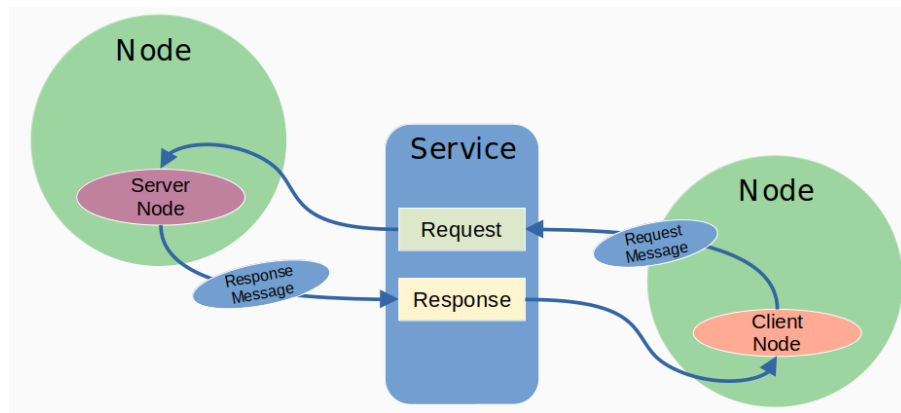 Node
Server
Node
Response
Message
Service
Request
Response
Request
Message
Node
Client
Node